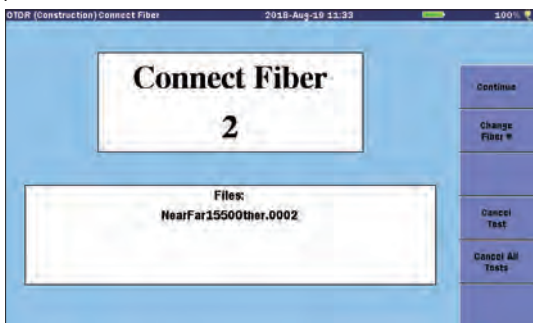 OTDR (Construction) Connect Fiber 2018-Aug-19 11:33 100%
Connect Fiber
2
Files:
NearFar1550Other.0002
Continue
Change
Fiber #
Cancel
Test
Cancel All
Tests